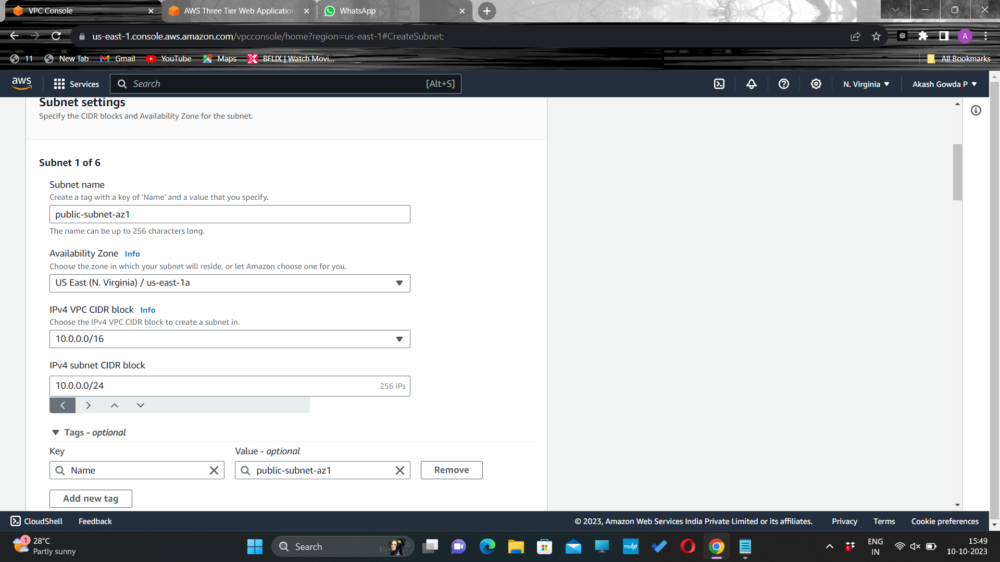 VPC Console
AWS Three Tier Web Application
WhatsApp
us-east-1.console.aws.amazon.com/vpcconsole/home?region=us-east-1#CreateSubnet:
A
11
New Tab
Gmail
YouTube
Maps
BFLIX | Watch Movi...
All Bookmarks
aws
Services
Search
[Alt+S]
N. Virginia
Akash Gowda P
Subnet settings
Specify the CIDR blocks and Availability Zone for the subnet.
Subnet 1 of 6
Subnet name
Create a tag with a key of 'Name' and a value that you specify.
public-subnet-az1
The name can be up to 256 characters long.
Availability Zone Info
Choose the zone in which your subnet will reside, or let Amazon choose one for you.
US East (N. Virginia) / us-east-1a
IPv4 VPC CIDR block Info
Choose the IPv4 VPC CIDR block to create a subnet in.
10.0.0.0/16
IPv4 subnet CIDR block
10.0.0.0/24
256 IPs
Tags - optional
Key
Value - optional
Name
public-subnet-az1
Remove
Add new tag
CloudShell
Feedback
© 2023, Amazon Web Services India Private Limited or its affiliates.
Privacy
Terms
Cookie preferences
1
28°C
Partly sunny
Search
myhp
1
ENG
IN
15:49
10-10-2023